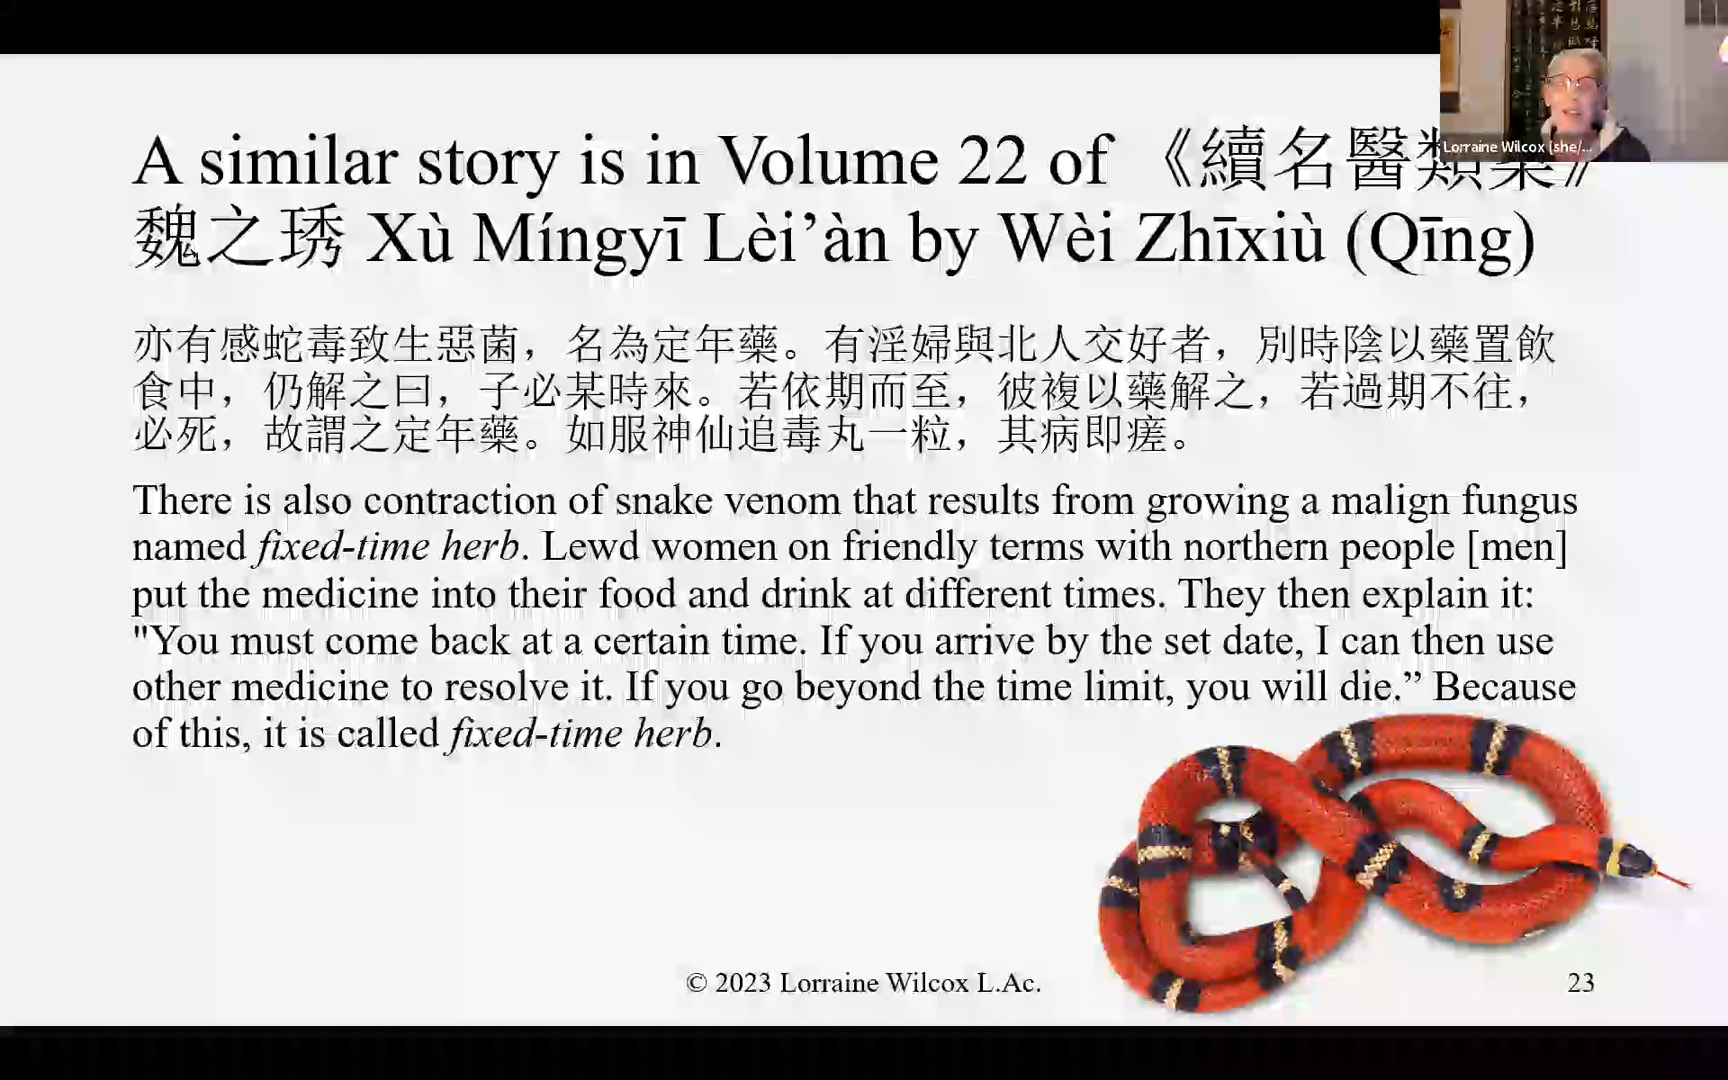 Lorraine Wilcox (she/...
A similar story is in Volume 22 of 《續名醫類案》
魏之琇 Xù Míngyī Lèi’àn by Wèi Zhīxiù (Qīng)
亦有感蛇毒致生惡菌，名為定年藥。有淫婦與北人交好者，別時陰以藥置飲
食中，仍解之曰，子必某時來。若依期而至，彼複以藥解之，若過期不往，
必死，故謂之定年藥。如服神仙追毒丸一粒，其病即瘥。
There is also contraction of snake venom that results from growing a malign fungus
named fixed-time herb. Lewd women on friendly terms with northern people [men]
put the medicine into their food and drink at different times. They then explain it:
"You must come back at a certain time. If you arrive by the set date, I can then use
other medicine to resolve it. If you go beyond the time limit, you will die.” Because
of this, it is called fixed-time herb.
© 2023 Lorraine Wilcox L.Ac.
23